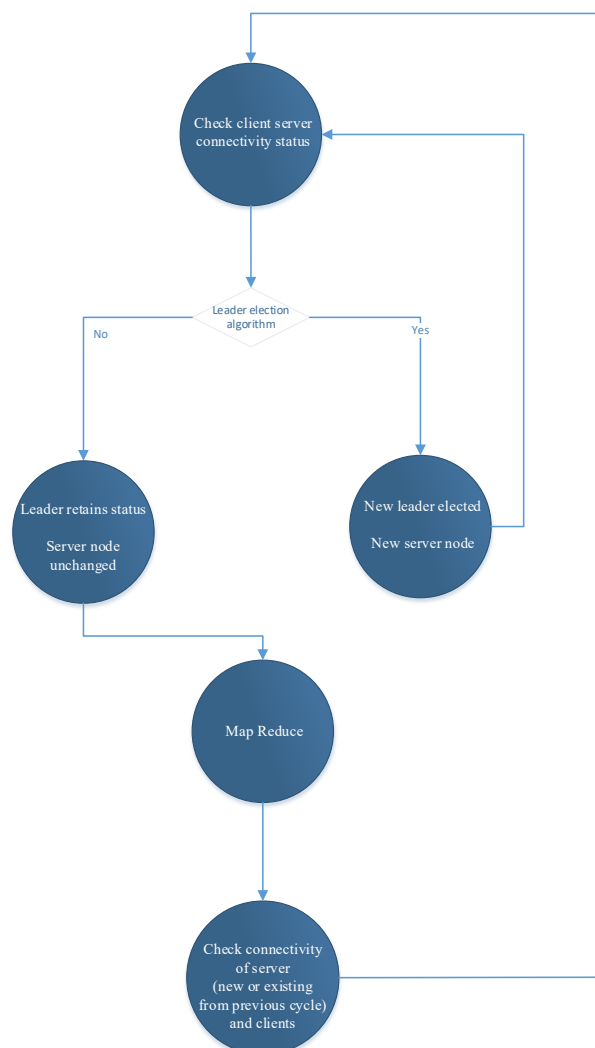 Check client server
connectivity status
Leader election
algorithm
No
Yes
Leader retains status
Server node
unchanged
New leader elected
New server node
Map Reduce
Check connectivity
of server
(new or existing
from previous cycle)
and clients